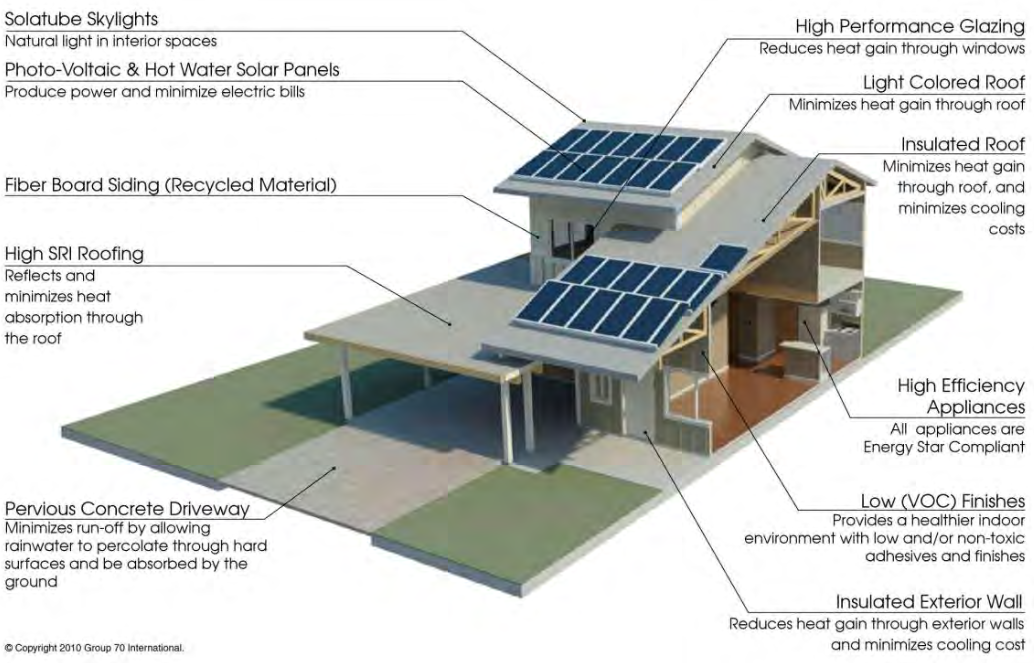 Solatube Skylights
Natural light in interior spaces
Photo-Voltaic & Hot Water Solar Panels
Produce power and minimize electric bills
Fiber Board Siding (Recycled Material)
High SRI Roofing
Reflects and
minimizes heat
absorption through
the roof
Pervious Concrete Driveway
Minimizes run-off by allowing
rainwater to percolate through hard
surfaces and be absorbed by the
ground
© Copyright 2010 Group 70 International.
High Performance Glazing
Reduces heat gain through windows
Light Colored Roof
Minimizes heat gain through roof
Insulated Roof
Minimizes heat gain
through roof, and
minimizes cooling
costs
High Efficiency
Appliances
All appliances are
Energy Star Compliant
Low (VOC) Finishes
Provides a healthier indoor
environment with low and/or non-toxic
adhesives and finishes
Insulated Exterior Wall
Reduces heat gain through exterior walls
and minimizes cooling cost